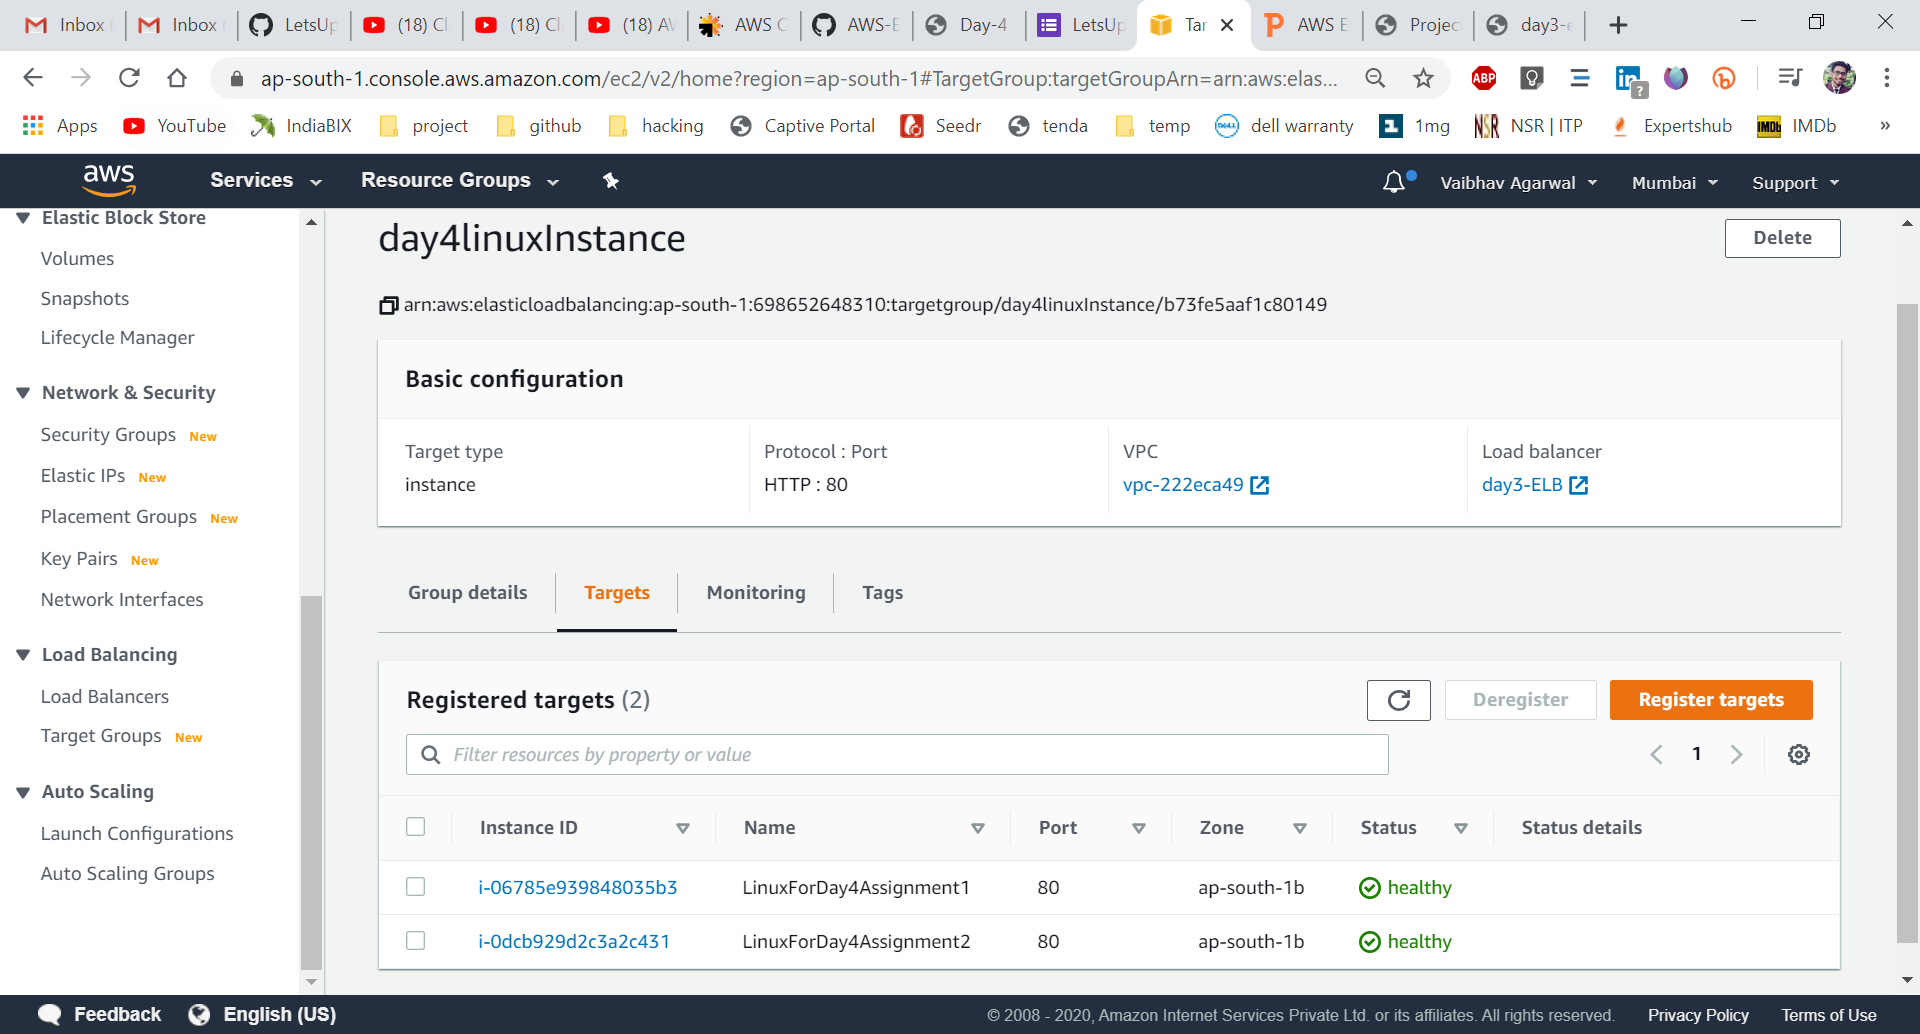 Inbox
Inbox
LetsUp
(18) Cl
(18) Cl
(18) AW
AWS C
AWS-E
Day-4
LetsUp
Tar
AWS E
Projec
day3-e
ap-south-1.console.aws.amazon.com/ec2/v2/home?region=ap-south-1#TargetGroup:targetGroupArn=arn:aws:elas...
ABP
Apps
YouTube
IndiaBIX
project
github
hacking
Captive Portal
Seedr
tenda
temp
dell warranty
1mg
NSR | ITP
Expertshub
IMDb
»
aws
Services
Resource Groups
Vaibhav Agarwal
Mumbai
Support
Elastic Block Store
Volumes
Snapshots
Lifecycle Manager
Network & Security
Security Groups New
Elastic IPs New
Placement Groups New
Key Pairs New
Network Interfaces
Load Balancing
Load Balancers
Target Groups New
Auto Scaling
Launch Configurations
Auto Scaling Groups
day4linuxInstance
Delete
arn:aws:elasticloadbalancing:ap-south-1:698652648310:targetgroup/day4linuxInstance/b73fe5aaf1c80149
Basic configuration
Target type
instance
Protocol : Port
HTTP : 80
VPC
vpc-222eca49
Load balancer
day3-ELB
Group details
Targets
Monitoring
Tags
Registered targets (2)
Deregister
Register targets
Filter resources by property or value
1
Instance ID Name Port Zone Status Status details
i-06785e939848035b3 LinuxForDay4Assignment1 80 ap-south-1b healthy
i-0dcb929d2c3a2c431 LinuxForDay4Assignment2 80 ap-south-1b healthy
Feedback
English (US)
© 2008 - 2020, Amazon Internet Services Private Ltd. or its affiliates. All rights reserved.
Privacy Policy
Terms of Use